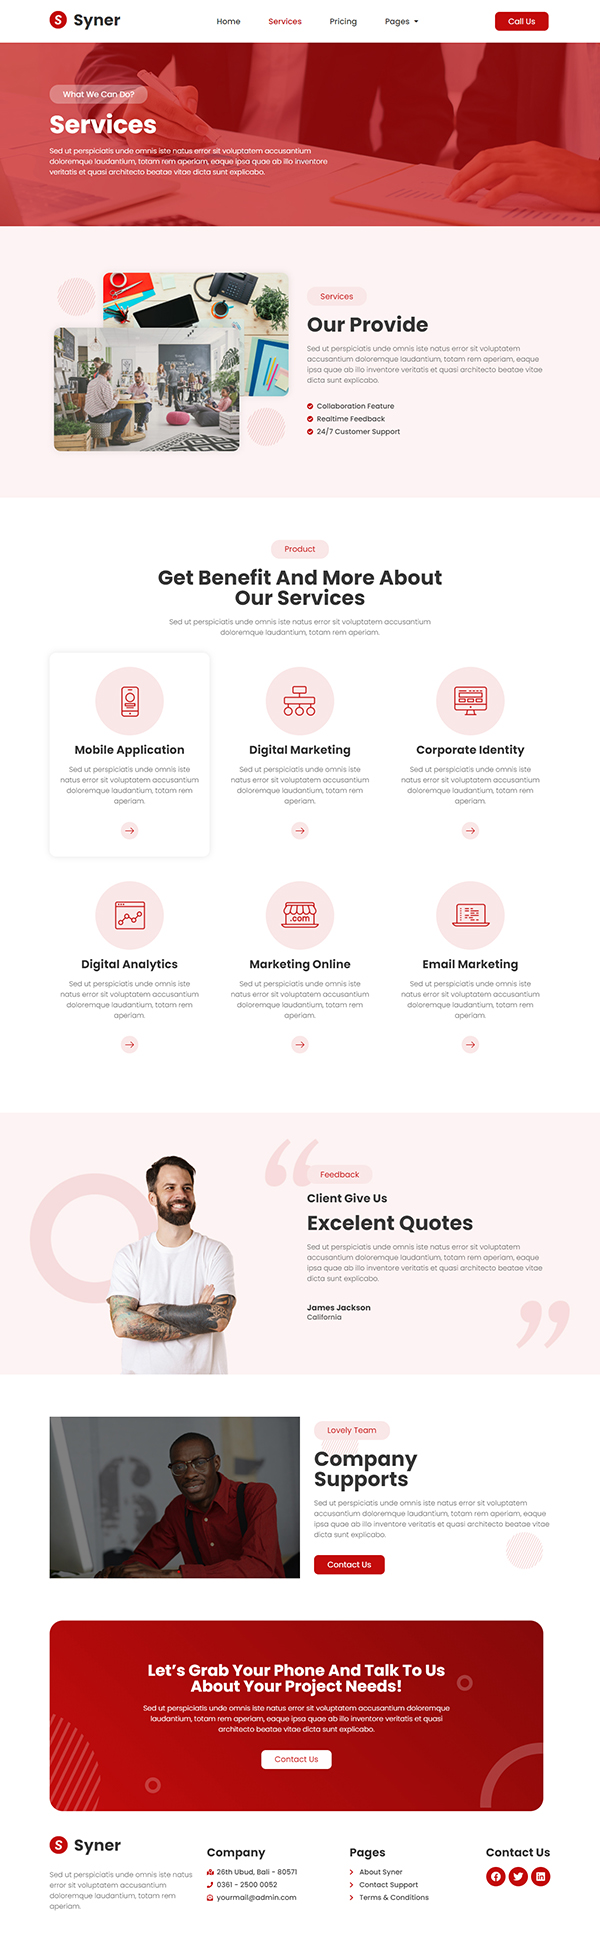 S Syner
Home Services Pricing Pages Call Us
What We Can Do?
Services
Sed ut perspiciatis unde omnis iste natus error sit voluptatem accusantium
doloremque laudantium, totam rem aperiam, eaque ipsa quae ab illo inventore
veritatis et quasi architecto beatae vitae dicta sunt explicabo.
Services
Our Provide
Sed ut perspiciatis unde omnis iste natus error sit voluptatem
accusantium doloremque laudantium, totam rem aperiam, eaque
ipsa quae ab illo inventore veritatis et quasi architecto beatae vitae
dicta sunt explicabo.
Collaboration Feature
Realtime Feedback
24/7 Customer Support
Product
Get Benefit And More About
Our Services
Sed ut perspiciatis unde omnis iste natus error sit voluptatem accusantium
doloremque laudantium, totam rem aperiam.
Mobile Application
Sed ut perspiciatis unde omnis iste
natus error sit voluptatem accusantium
doloremque laudantium, totam rem
aperiam.
Digital Marketing
Sed ut perspiciatis unde omnis iste
natus error sit voluptatem accusantium
doloremque laudantium, totam rem
aperiam.
Corporate Identity
Sed ut perspiciatis unde omnis iste
natus error sit voluptatem accusantium
doloremque laudantium, totam rem
aperiam.
Digital Analytics
Sed ut perspiciatis unde omnis iste
natus error sit voluptatem accusantium
doloremque laudantium, totam rem
aperiam.
.com
Marketing Online
Sed ut perspiciatis unde omnis iste
natus error sit voluptatem accusantium
doloremque laudantium, totam rem
aperiam.
Email Marketing
Sed ut perspiciatis unde omnis iste
natus error sit voluptatem accusantium
doloremque laudantium, totam rem
aperiam.
Feedback
Client Give Us
Excelent Quotes
Sed ut perspiciatis unde omnis iste natus error sit voluptatem
accusantium doloremque laudantium, totam rem aperiam, eaque
ipsa quae ab illo inventore veritatis et quasi architecto beatae vitae
dicta sunt explicabo.
James Jackson
California
Lovely Team
Company
Supports
Sed ut perspiciatis unde omnis iste natus error sit voluptatem
accusantium doloremque laudantium, totam rem aperiam, eaque
ipsa quae ab illo inventore veritatis et quasi architecto beatae vitae
dicta sunt explicabo.
Contact Us
Let's Grab Your Phone And Talk To Us
About Your Project Needs!
Sed ut perspiciatis unde omnis iste natus error sit voluptatem accusantium doloremque
laudantium, totam rem aperiam, eaque ipsa quae ab illo inventore veritatis et quasi
architecto beatae vitae dicta sunt explicabo.
Contact Us
S Syner
Sed ut perspiciatis unde omnis iste natus
error sit voluptatem accusantium
doloremque laudantium, totam rem
aperiam.
Company
26th Ubud, Bali - 80571
0361 - 2500 0052
yourmail@admin.com
Pages
About Syner
Contact Support
Terms & Conditions
Contact Us